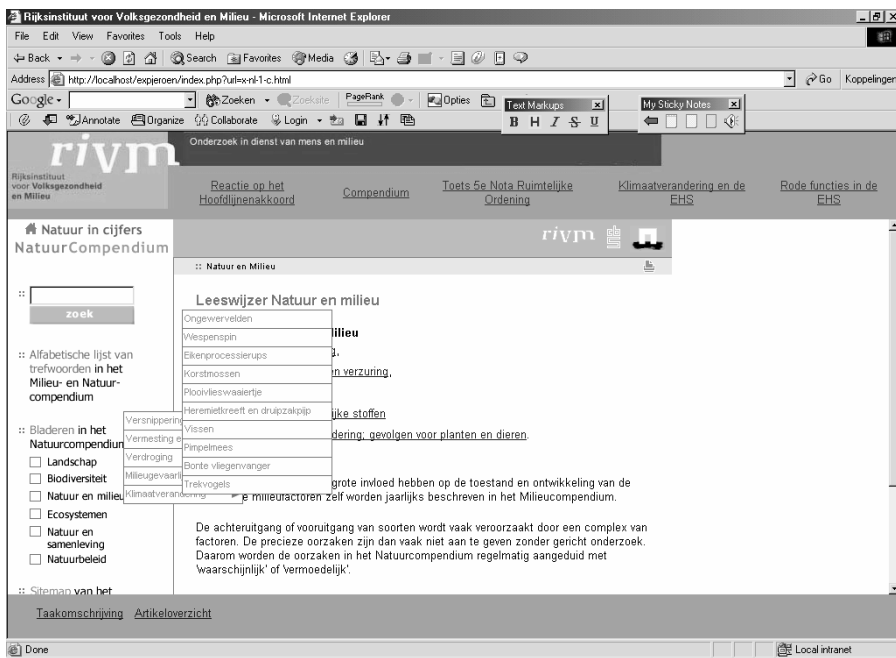 Rijksinstituut voor Volksgezondheid en Milieu - Microsoft Internet Explorer
File Edit View Favorites Tools Help
Back Search Favorites Media
Address http://localhost/expjeroen/index.php?url=x-nl-1-c.html Go Koppelingen
Google Zoeken Zoeksite PageRank Opties Text Markups My Sticky Notes
Annotate Organize Collaborate Login B H I S U
rivm
Onderzoek in dienst van mens en milieu
Rijksinstituut
voor Volksgezondheid
en Milieu
Reactie op het
Hoofdlijnenakkoord
Compendium
Toets 5e Nota Ruimtelijke
Ordening
Klimaatverandering en de
EHS
Rode functies in de
EHS
Natuur in cijfers
NatuurCompendium
rivm
:: Natuur en Milieu
::
zoek
:: Alfabetische lijst van
trefwoorden in het
Milieu- en Natuur-
compendium
:: Bladeren in het
Natuurcompendium
Landschap
Biodiversiteit
Natuur en milieu
Ecosystemen
Natuur en
samenleving
Natuurbeleid
:: Sitemap van het
Versnippering
Vermesting e
Verdroging
Milieugevaarli
Klimaatverandering
Ongewervelden
Wespenspin
Eikenprocessierups
Korstmossen
Plooivlieswaaiertje
Heremietkreeft en druipzakpijp
Vissen
Pimpelmees
Bonte vliegenvanger
Trekvogels
Leeswijzer Natuur en milieu
ilieu
n verzuring,
ijke stoffen
dering; gevolgen voor planten en dieren.
grote invloed hebben op de toestand en ontwikkeling van de
e milieufactoren zelf worden jaarlijks beschreven in het Milieucompendium.
De achteruitgang of vooruitgang van soorten wordt vaak veroorzaakt door een complex van
factoren. De precieze oorzaken zijn dan vaak niet aan te geven zonder gericht onderzoek.
Daarom worden de oorzaken in het Natuurcompendium regelmatig aangeduid met
'waarschijnlijk' of 'vermoedelijk'.
Taakomschrijving Artikeloverzicht
Done Local intranet